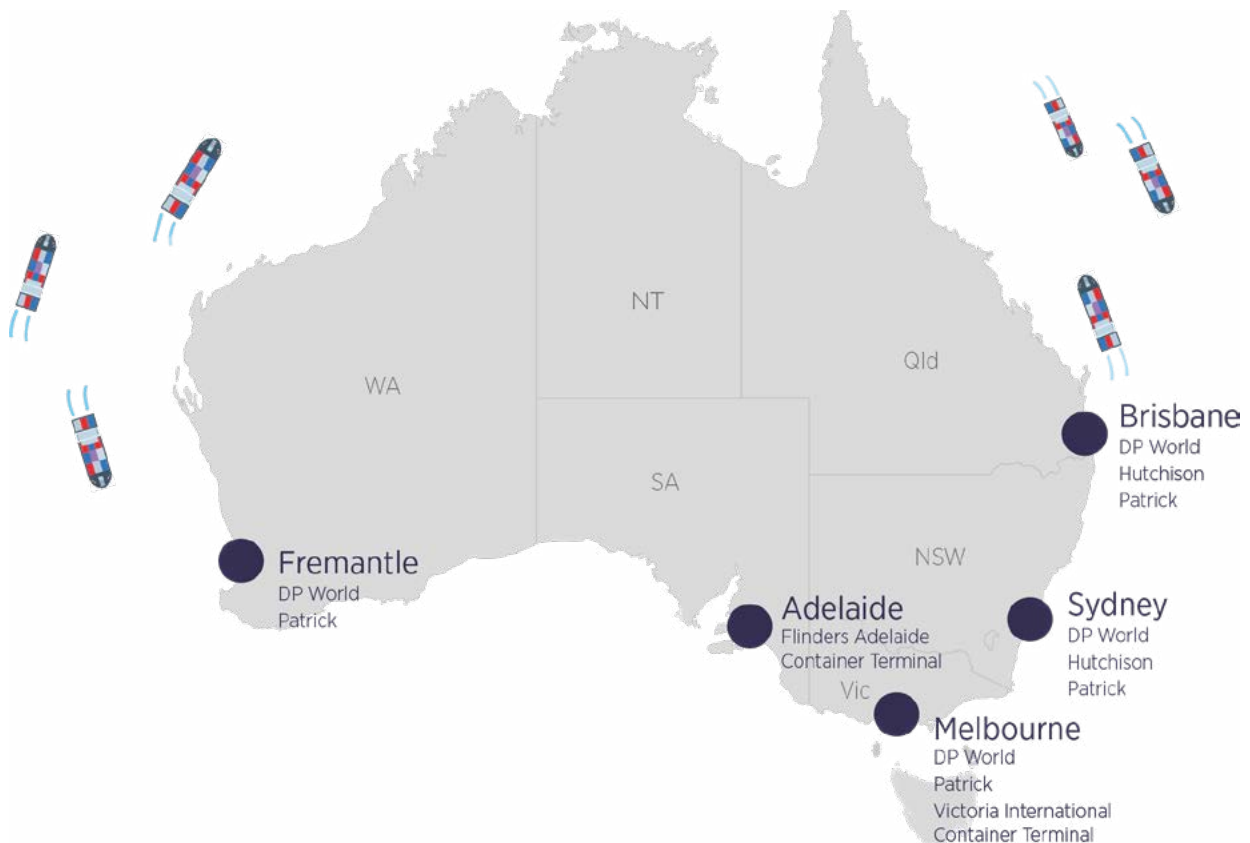 NT
Qld
WA
SA
NSW
Vic
Brisbane
DP World
Hutchison
Patrick
Fremantle
DP World
Patrick
Adelaide
Flinders Adelaide
Container Terminal
Sydney
DP World
Hutchison
Patrick
Melbourne
DP World
Patrick
Victoria International
Container Terminal